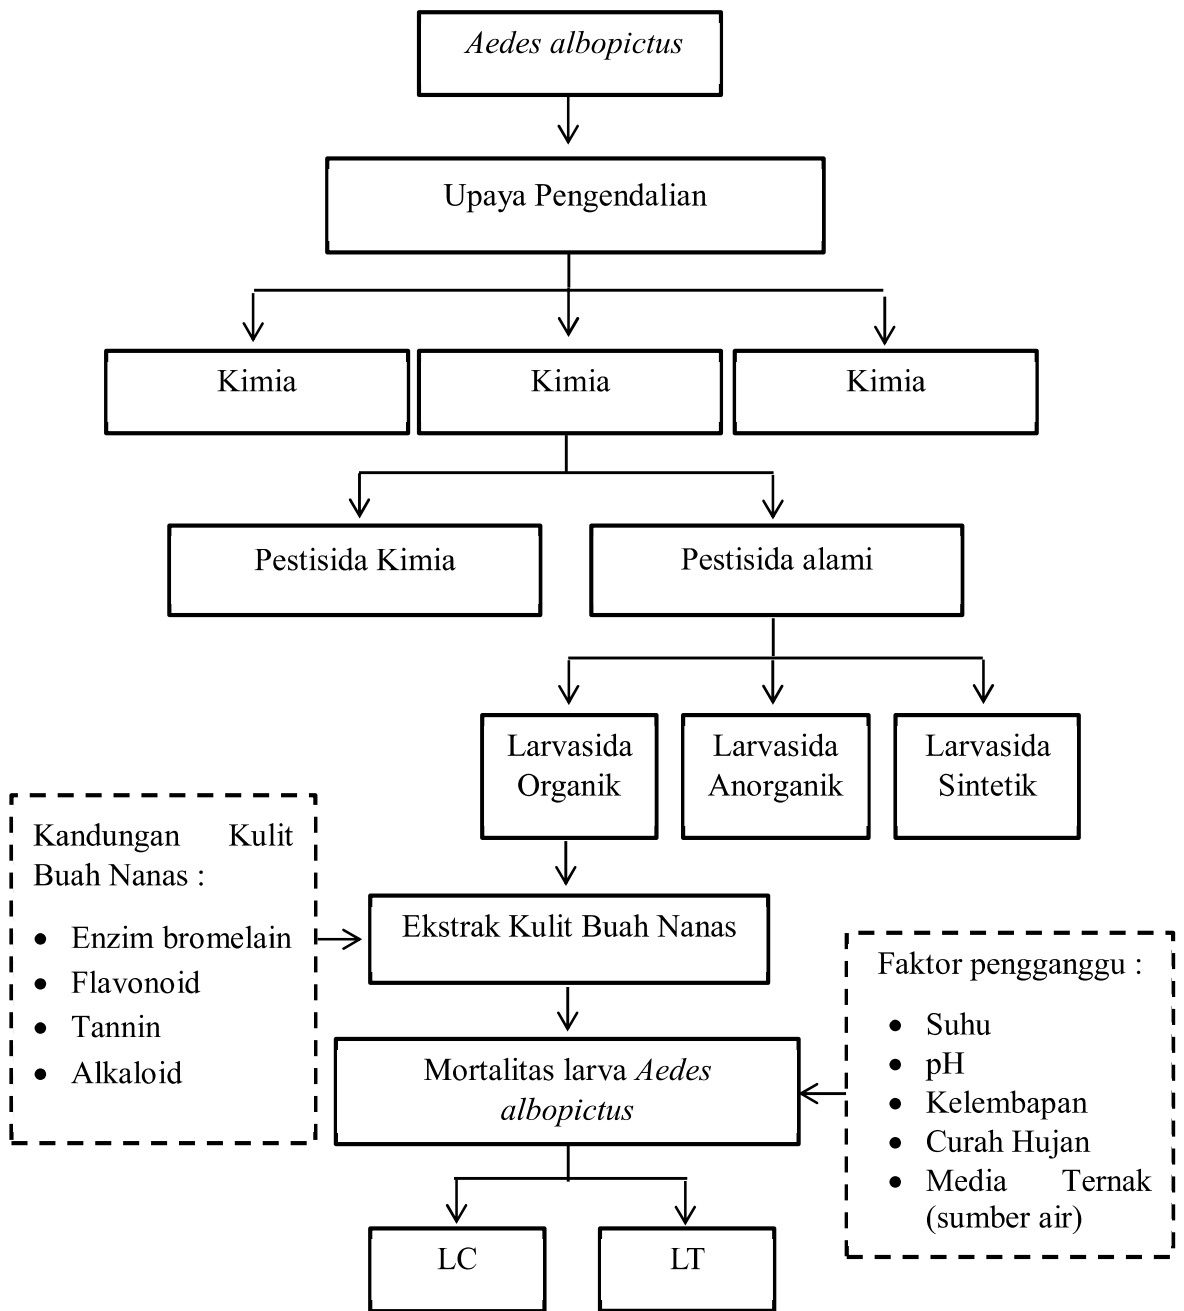 Aedes albopictus
Upaya Pengendalian
Kimia
Kimia
Kimia
Pestisida Kimia
Pestisida alami
Larvasida
Organik
Larvasida
Anorganik
Larvasida
Sintetik
Kandungan Kulit
Buah Nanas :
• Enzim bromelain
• Flavonoid
• Tannin
• Alkaloid
Ekstrak Kulit Buah Nanas
Faktor pengganggu :
• Suhu
• pH
• Kelembapan
• Curah Hujan
• Media Ternak
(sumber air)
Mortalitas larva Aedes
albopictus
LC
LT